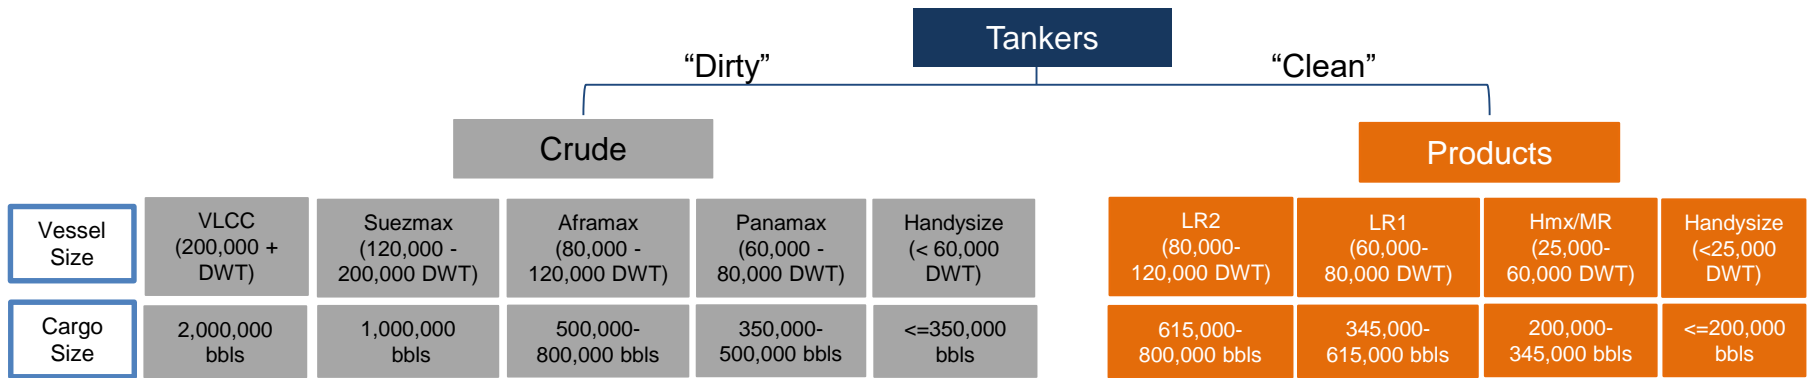 Tankers
“Dirty”
“Clean”
Crude
Products
Vessel
Size
VLCC
(200,000 +
DWT)
Suezmax
(120,000 -
200,000 DWT)
Aframax
(80,000 -
120,000 DWT)
Panamax
(60,000 -
80,000 DWT)
Handysize
(< 60,000
DWT)
LR2
(80,000-
120,000 DWT)
LR1
(60,000-
80,000 DWT)
Hmx/MR
(25,000-
60,000 DWT)
Handysize
(<25,000
DWT)
Cargo
Size
2,000,000
bbls
1,000,000
bbls
500,000-
800,000 bbls
350,000-
500,000 bbls
<=350,000
bbls
615,000-
800,000 bbls
345,000-
615,000 bbls
200,000-
345,000 bbls
<=200,000
bbls